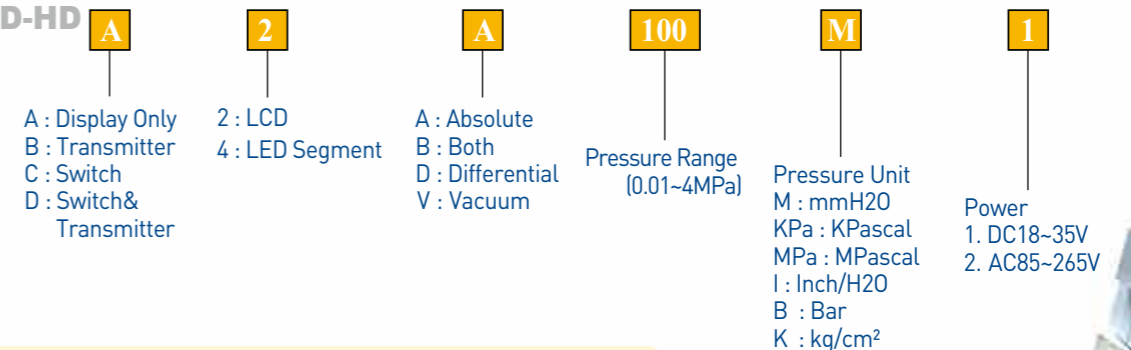 D-HD A 2 A 100 M 1
A : Display Only
B : Transmitter
C : Switch
D : Switch&
Transmitter
2 : LCD
4 : LED Segment
A : Absolute
B : Both
D : Differential
V : Vacuum
Pressure Range
(0.01~4MPa)
Pressure Unit
M : mmH2O
KPa : KPascal
MPa : MPascal
I : Inch/H2O
B : Bar
K : kg/cm²
Power
1. DC18~35V
2. AC85~265V